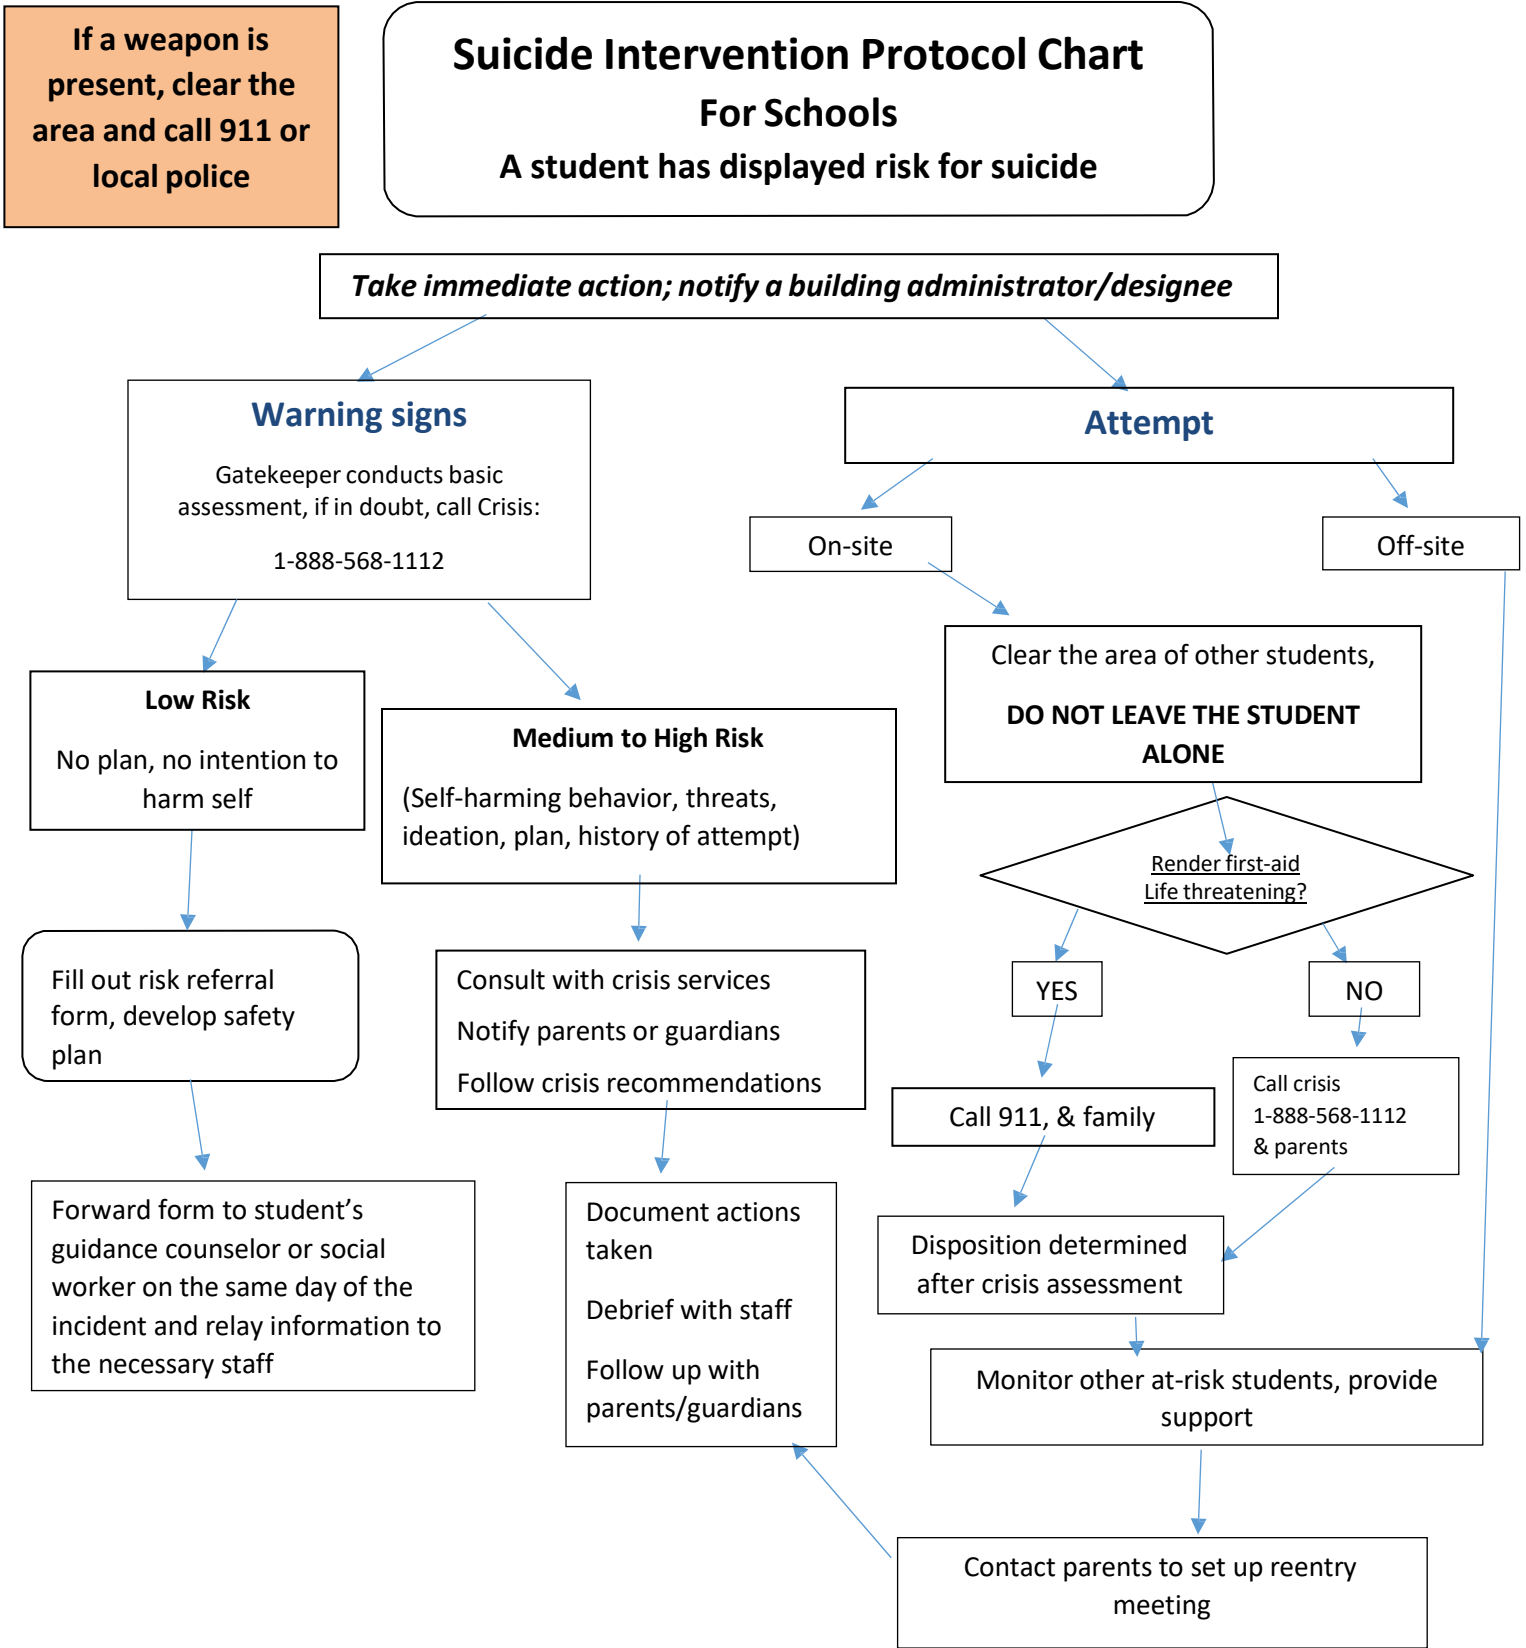 If a weapon is
present, clear the
area and call 911 or
local police
Suicide Intervention Protocol Chart
For Schools
A student has displayed risk for suicide
Take immediate action; notify a building administrator/designee
Warning signs
Gatekeeper conducts basic
assessment, if in doubt, call Crisis:
1-888-568-1112
Attempt
On-site
Off-site
Clear the area of other students,
DO NOT LEAVE THE STUDENT
ALONE
Low Risk
No plan, no intention to
harm self
Medium to High Risk
(Self-harming behavior, threats,
ideation, plan, history of attempt)
Render first-aid
Life threatening?
YES
NO
Fill out risk referral
form, develop safety
plan
Consult with crisis services
Notify parents or guardians
Follow crisis recommendations
Call 911, & family
Call crisis
1-888-568-1112
& parents
Forward form to student’s
guidance counselor or social
worker on the same day of the
incident and relay information to
the necessary staff
Document actions
taken
Debrief with staff
Follow up with
parents/guardians
Disposition determined
after crisis assessment
Monitor other at-risk students, provide
support
Contact parents to set up reentry
meeting